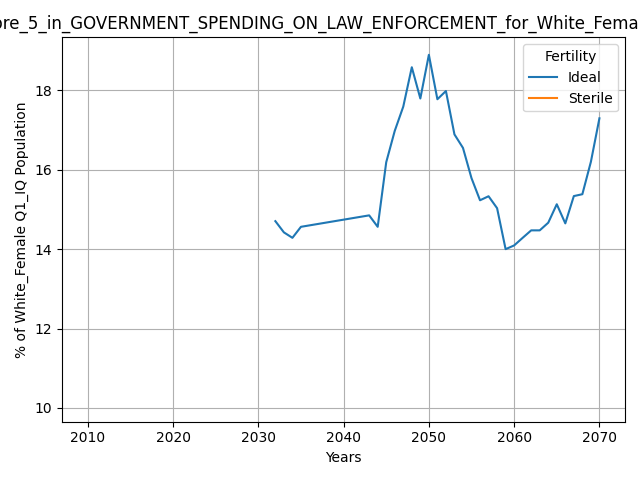 ore_5_in_GOVERNMENT_SPENDING_ON_LAW_ENFORCEMENT_for_White_Fema
Fertility
Ideal
Sterile
% of White_Female Q1_IQ Population
18
16
14
12
10
2010 2020 2030 2040 2050 2060 2070
Years